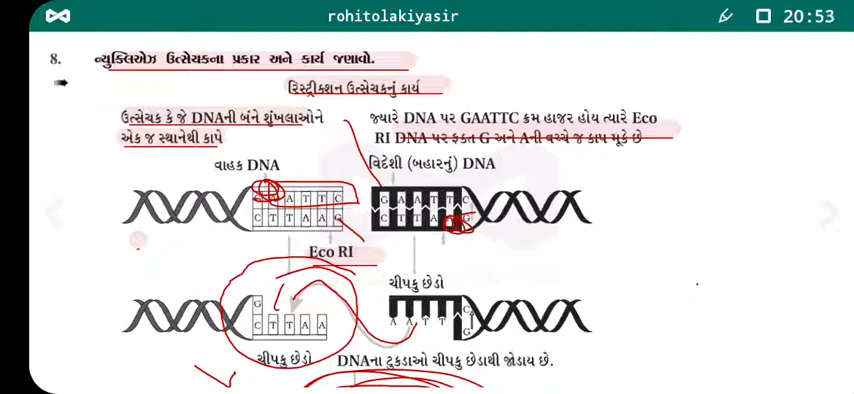 rohitolakiyasir
20:53
8. ન્યુક્લિએઝ ઉત્સેચકના પ્રકાર અને કાર્ય જણાવો.
રિસ્ટ્રીક્શન ઉત્સેચકનું કાર્ય
ઉત્સેચક કે જે DNAની બંને શૃંખલાઓને
એક જ સ્થાનેથી કાપે
જ્યારે DNA પર GAATTC ક્રમ હાજર હોય ત્યારે Eco
RI DNA પર ફક્ત G અને Aની વચ્ચે જ કાપ મૂકે છે
વાહક DNA
વિદેશી (બહારનું) DNA
A T T C
G A A T T C
C T T A A G
C T T A G
Eco RI
ચીપકુ છેડો
G
C T T A A
C
A A T T
G
ચીપકુ છેડો
DNAના ટુકડાઓ ચીપકુ છેડાથી જોડાય છે.